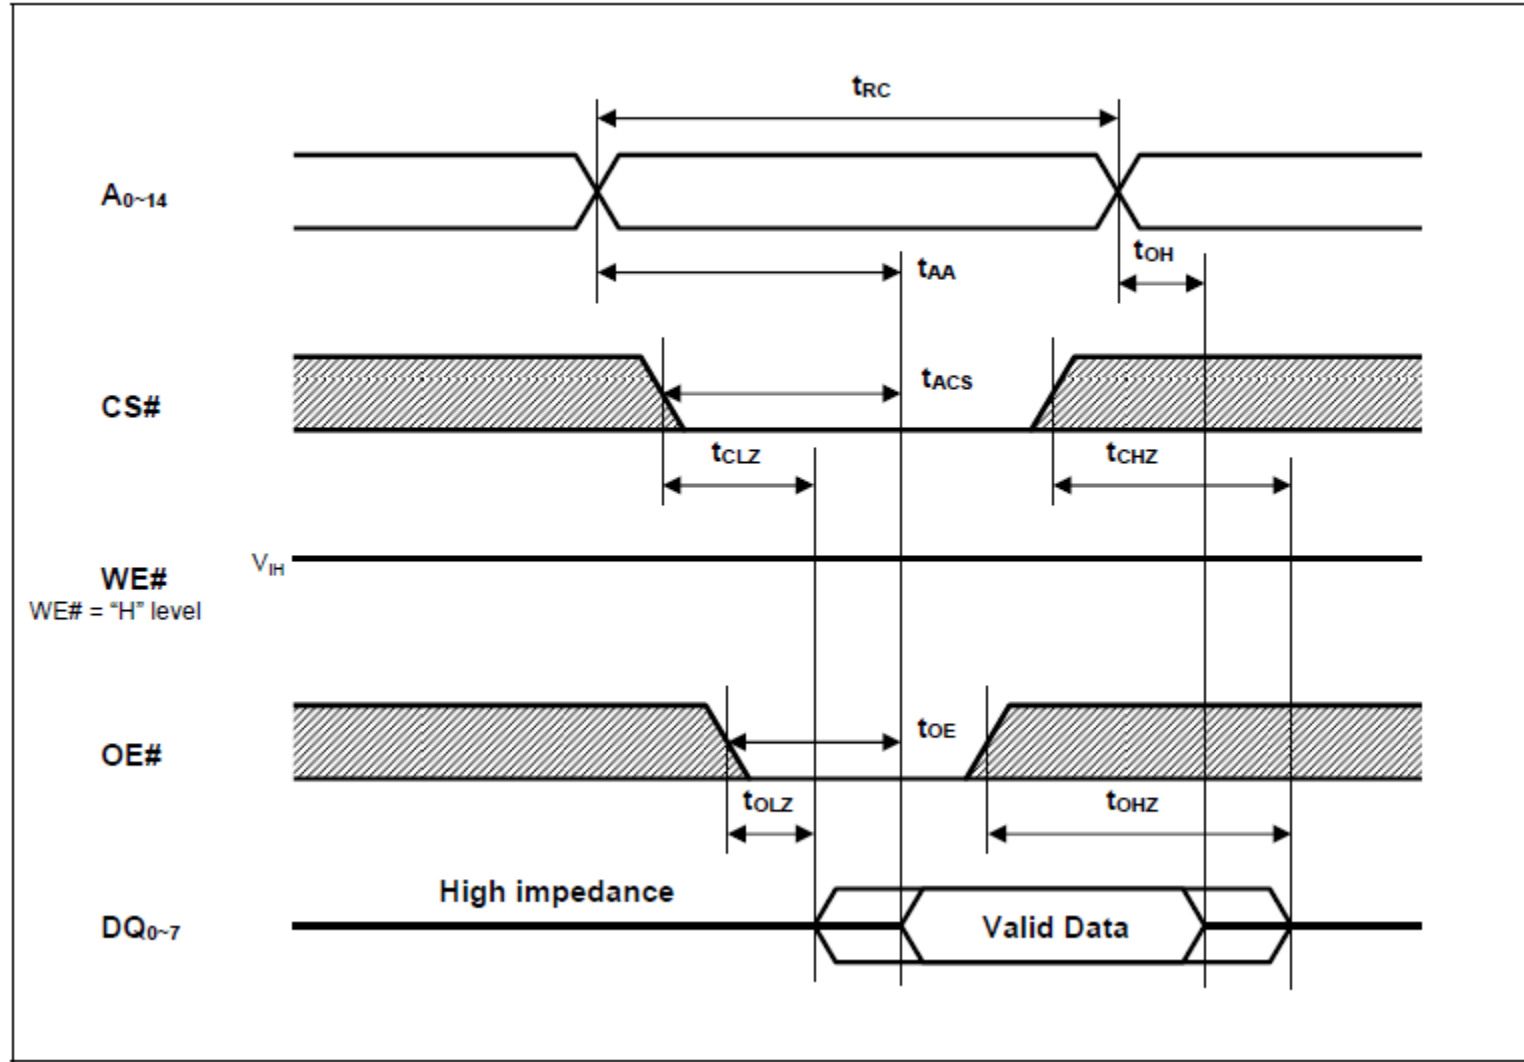 tRC
A0~14
tOH
tAA
tACS
CS#
tCLZ
tCHZ
VIH
WE#
WE# = “H” level
tOE
OE#
tOLZ
tOHZ
High impedance
DQ0~7
Valid Data